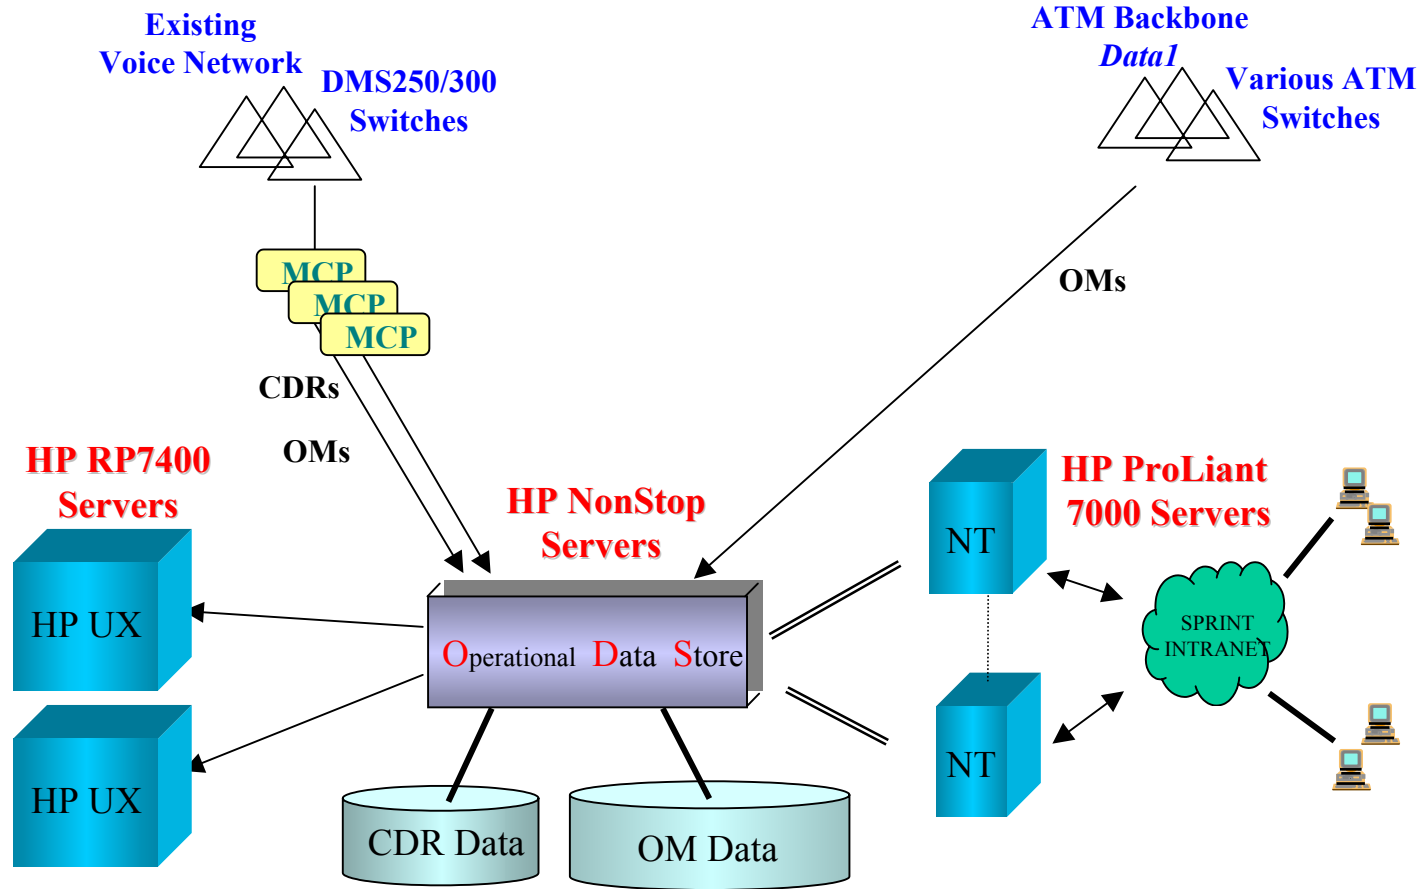 Existing
Voice Network
DMS250/300
Switches
ATM Backbone
Data1
Various ATM
Switches
MCP
MCP
MCP
OMs
CDRs
OMs
HP RP7400
Servers
HP NonStop
Servers
HP ProLiant
7000 Servers
NT
HP UX
Operational Data Store
SPRINT
INTRANET
NT
HP UX
CDR Data
OM Data